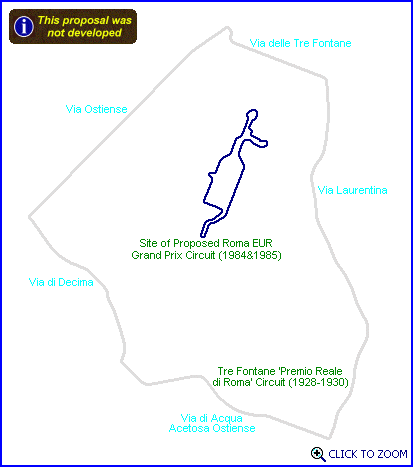 This proposal was
not developed
Via delle Tre Fontane
Via Ostiense
Via Laurentina
Site of Proposed Roma EUR
Grand Prix Circuit (1984&1985)
Via di Decima
Tre Fontane 'Premio Reale
di Roma' Circuit (1928-1930)
Via di Acqua
Acetosa Ostiense
CLICK TO ZOOM